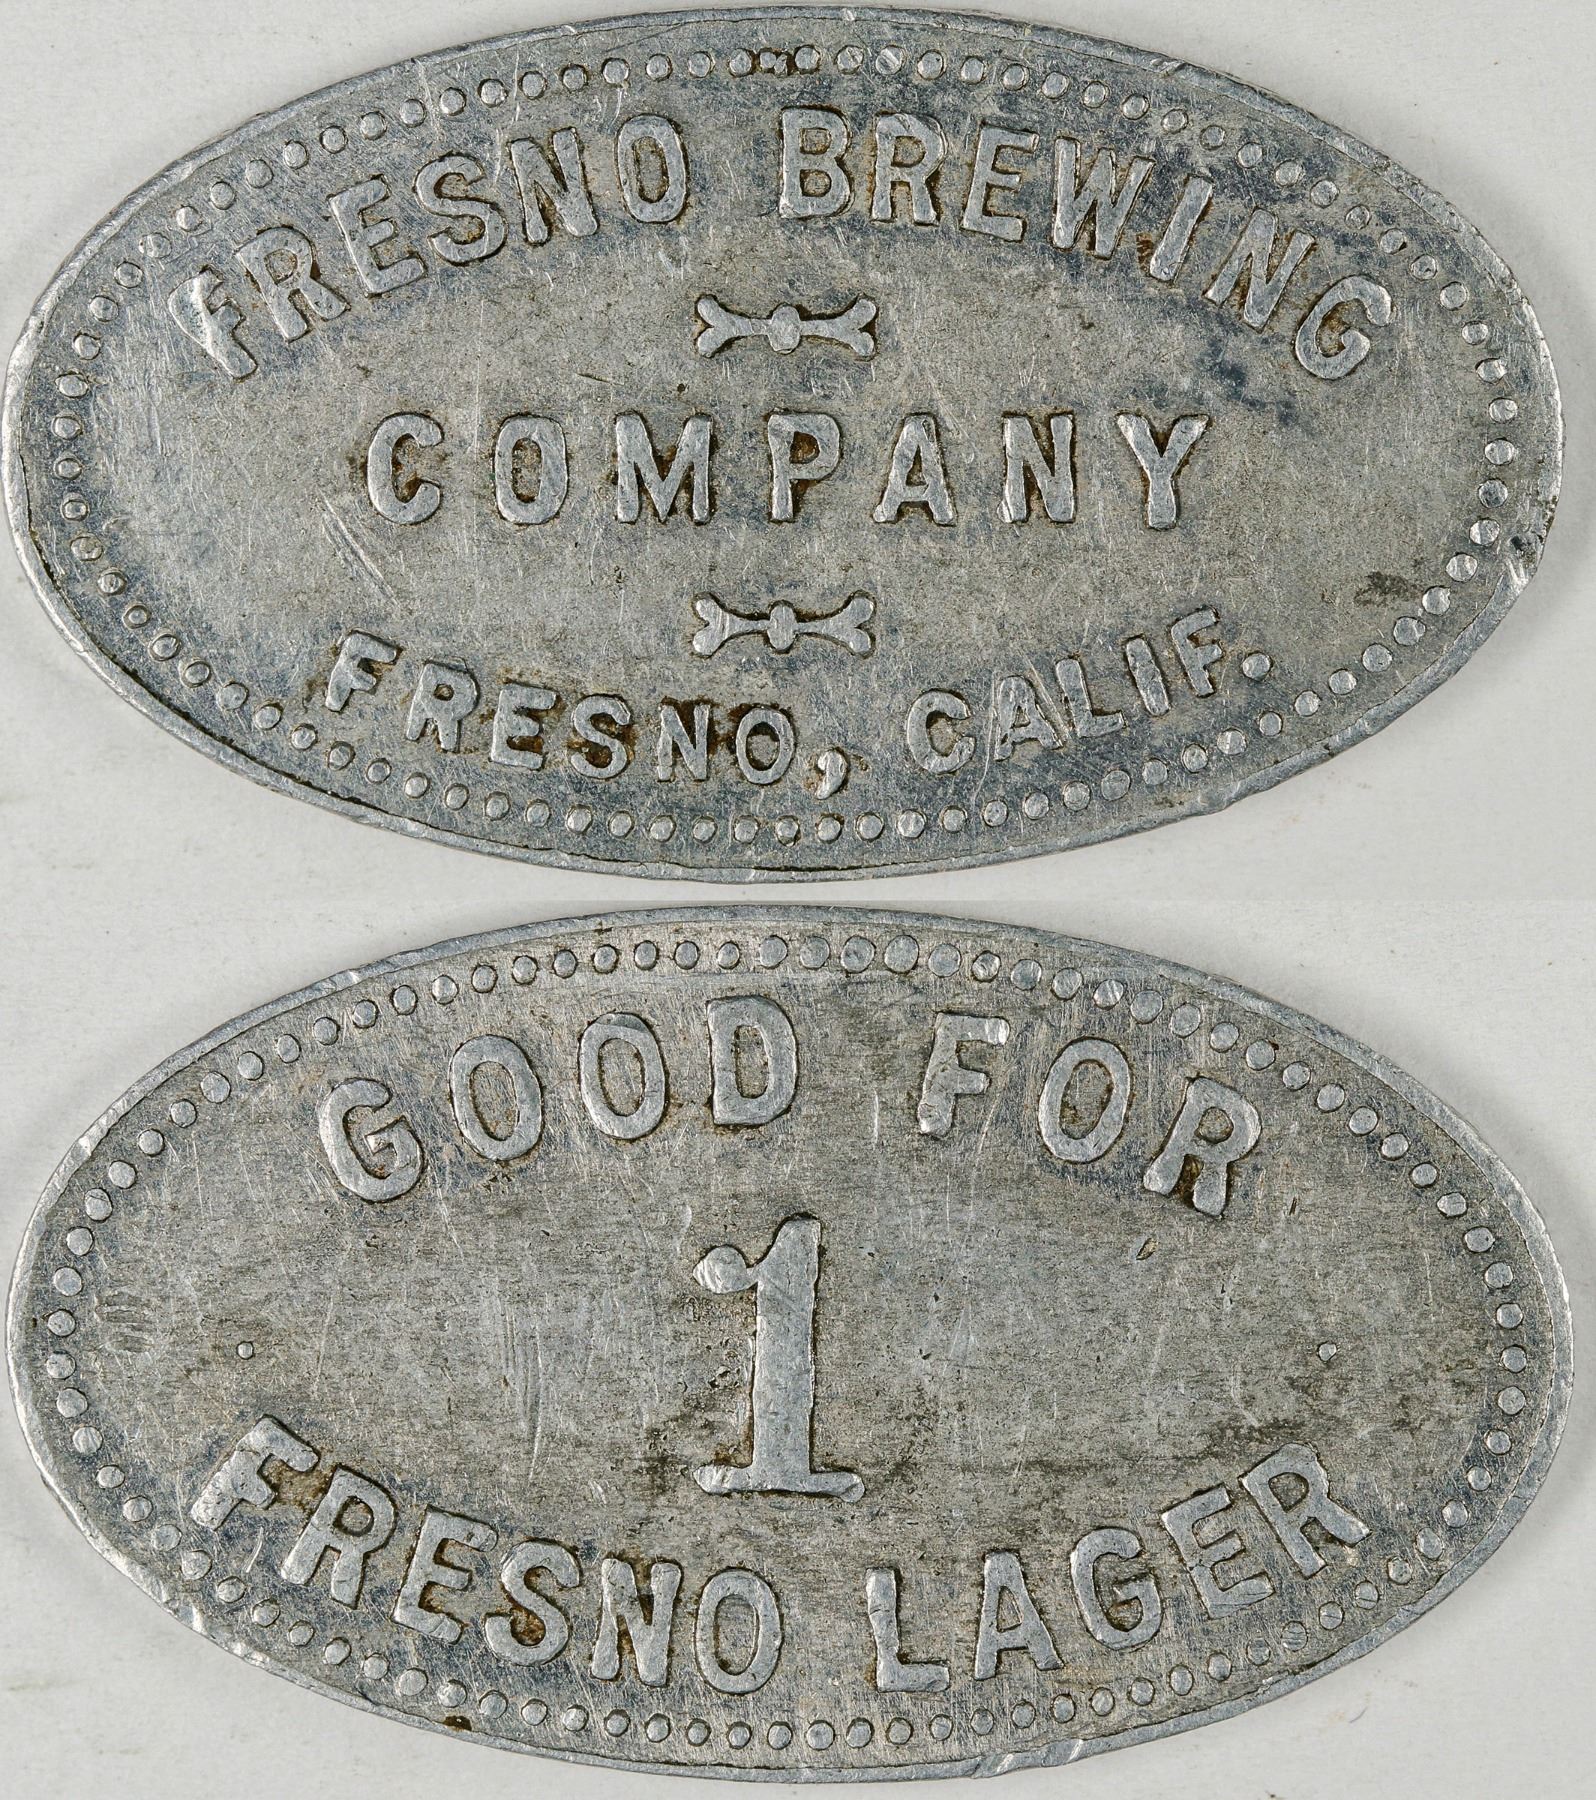 FRESNO BREWING
COMPANY
FRESNO, CALIF.
GOOD FOR
1
FRESNO LAGER